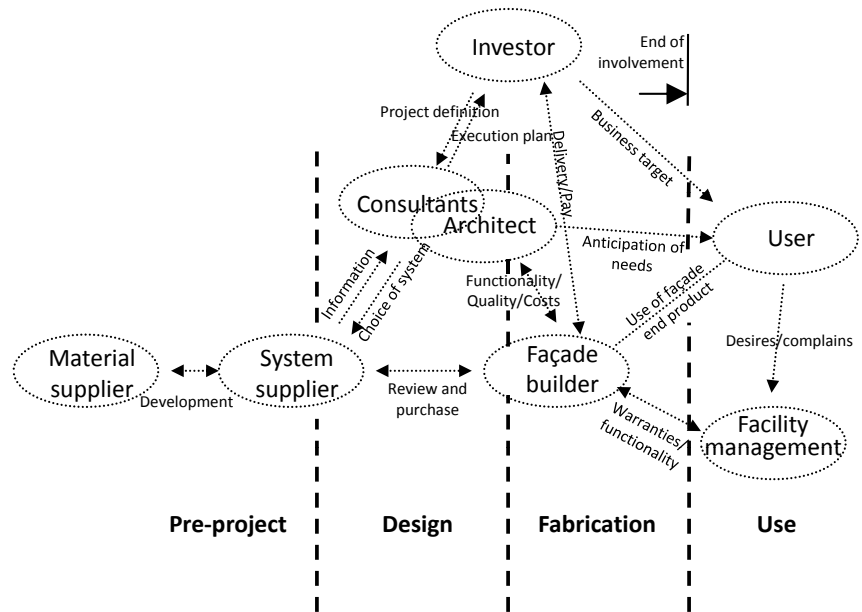 Investor
End of
involvement
Project definition
Execution plan
Delivery/Pay
Business target
Consultants
Architect
User
Anticipation of
needs
Information
Choice of system
Functionality/
Quality/Costs
Use of façade
end product
Material
supplier
Development
System
supplier
Review and
purchase
Façade
builder
Desires/complains
Warranties/
functionality
Facility
management
Pre-project
Design
Fabrication
Use